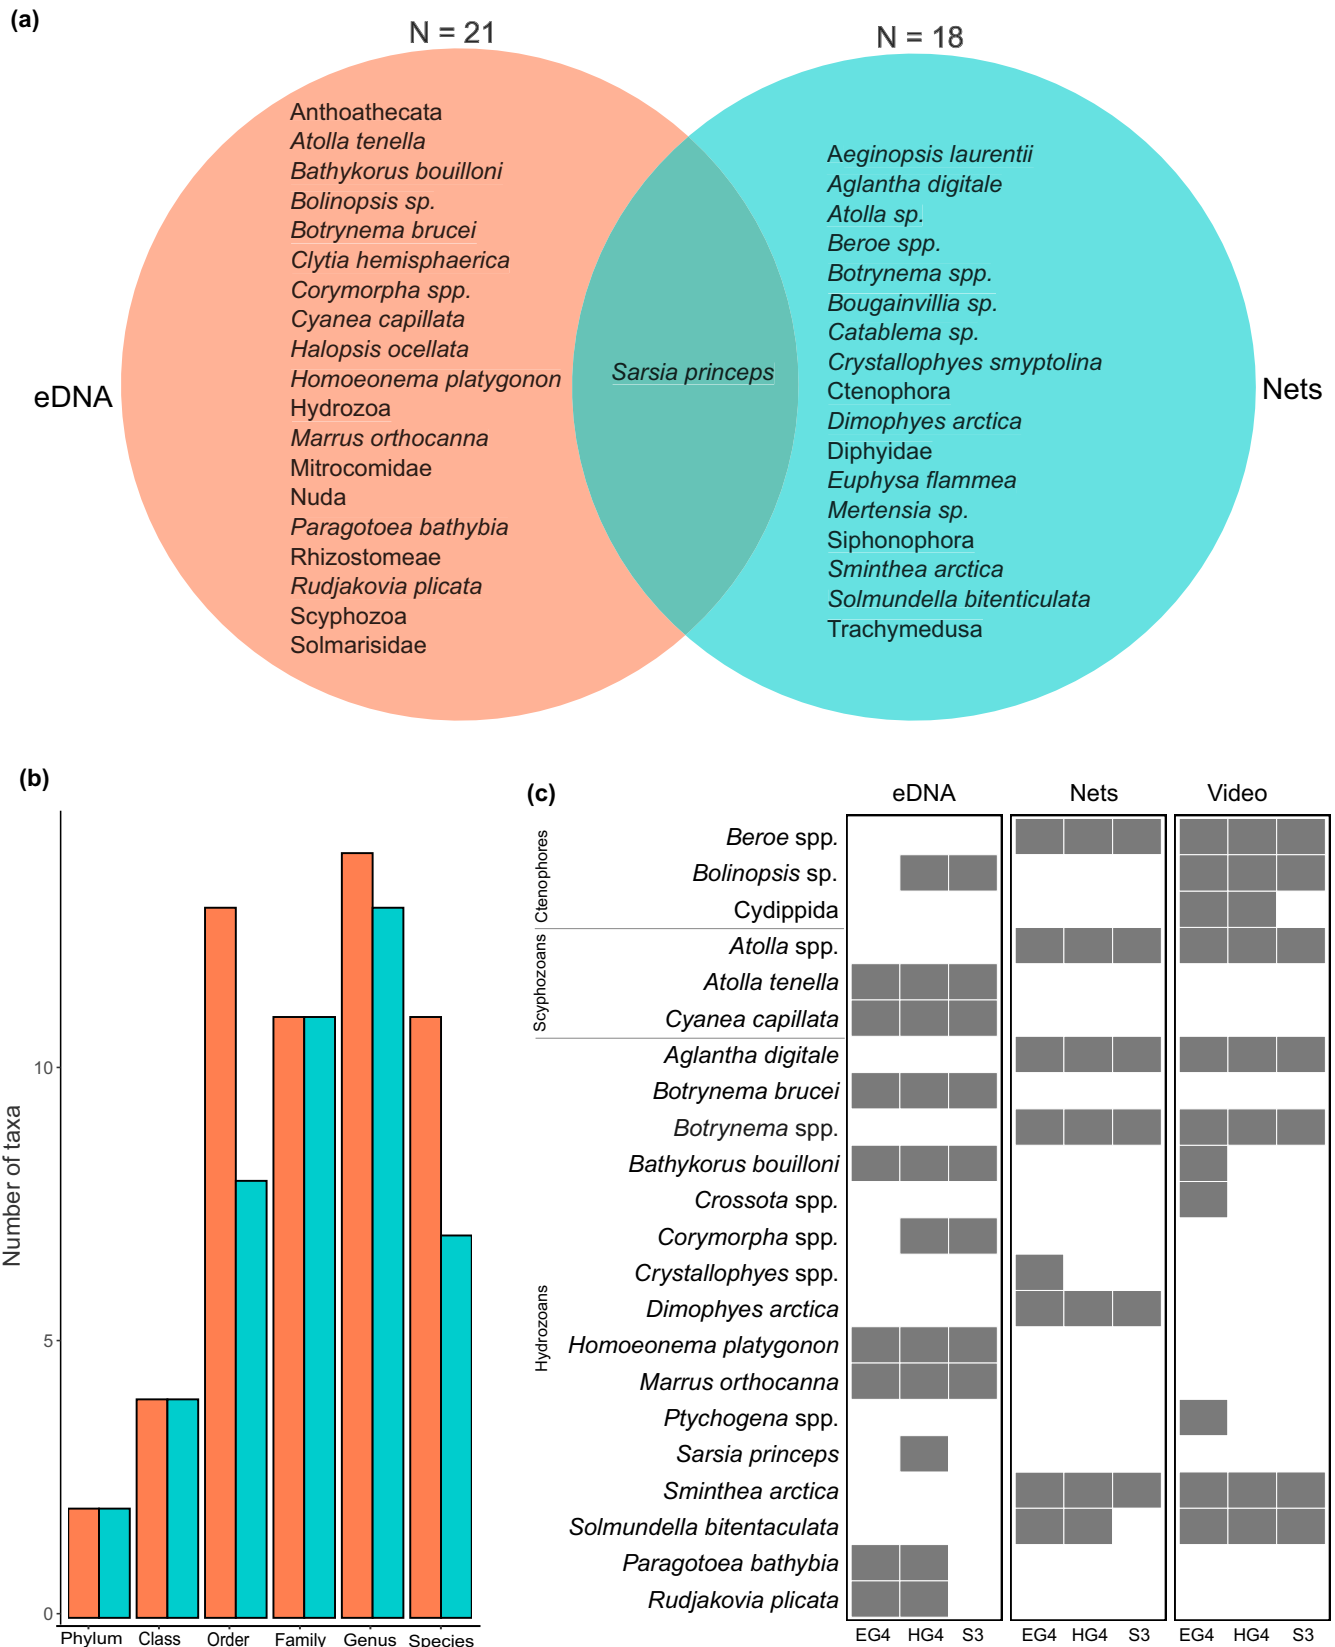 (a)
N = 21
N = 18
Anthoathecata
Atolla tenella
Bathykorus bouilloni
Bolinopsis sp.
Botrynema brucei
Clytia hemisphaerica
Corymorpha spp.
Cyanea capillata
Halopsis ocellata
Homoeonema platygonon
Hydrozoa
Marrus orthocanna
Mitrocomidae
Nuda
Paragotoea bathybia
Rhizostomeae
Rudjakovia plicata
Scyphozoa
Solmarisidae
eDNA
Sarsia princeps
Aeginopsis laurentii
Aglantha digitale
Atolla sp.
Beroe spp.
Botrynema spp.
Bougainvillia sp.
Catablema sp.
Crystallophyes smyptolina
Ctenophora
Dimophyes arctica
Diphyidae
Euphysa flammea
Mertensia sp.
Siphonophora
Sminthea arctica
Solmundella bitenticulata
Trachymedusa
Nets
(b)
Number of taxa
10
5
0
Phylum Class Order Family Genus Species
(c)
eDNA Nets Video
Ctenophores
Beroe spp.
Bolinopsis sp.
Cydippida
Scyphozoans
Atolla spp.
Atolla tenella
Cyanea capillata
Hydrozoans
Aglantha digitale
Botrynema brucei
Botrynema spp.
Bathykorus bouilloni
Crossota spp.
Corymorpha spp.
Crystallophyes spp.
Dimophyes arctica
Homoeonema platygonon
Marrus orthocanna
Ptychogena spp.
Sarsia princeps
Sminthea arctica
Solmundella bitentaculata
Paragotoea bathybia
Rudjakovia plicata
EG4 HG4 S3 EG4 HG4 S3 EG4 HG4 S3